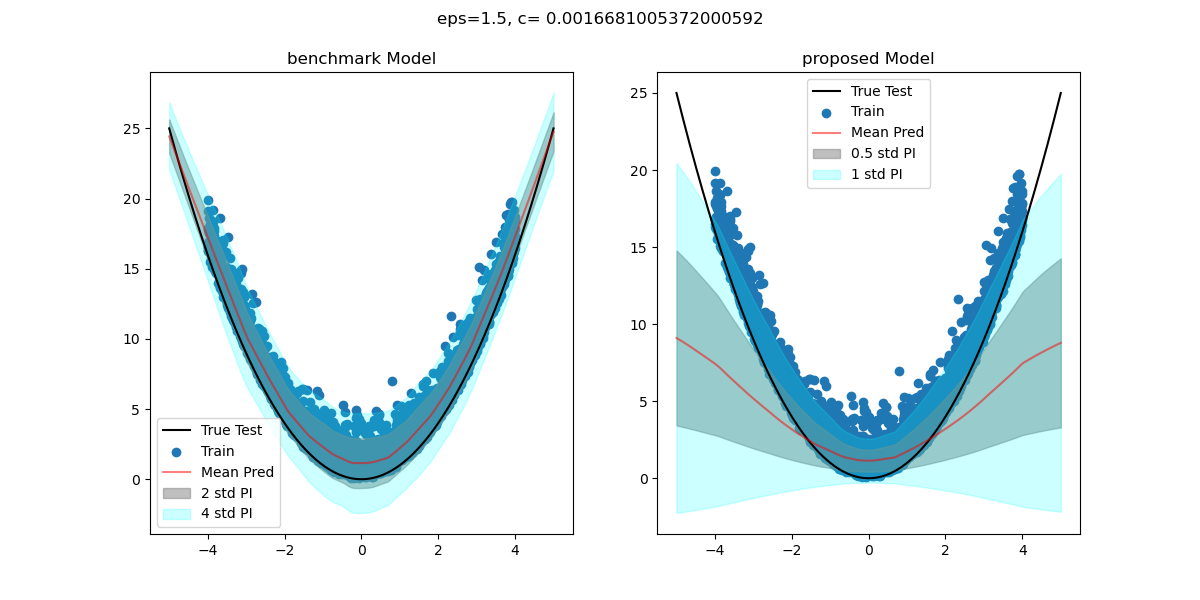 eps=1.5, c= 0.0016681005372000592
benchmark Model
25
20
15
10
5
0
−4
−2
0
2
4
True Test
Train
Mean Pred
2 std PI
4 std PI
proposed Model
25
20
15
10
5
0
−4
−2
0
2
4
True Test
Train
Mean Pred
0.5 std PI
1 std PI